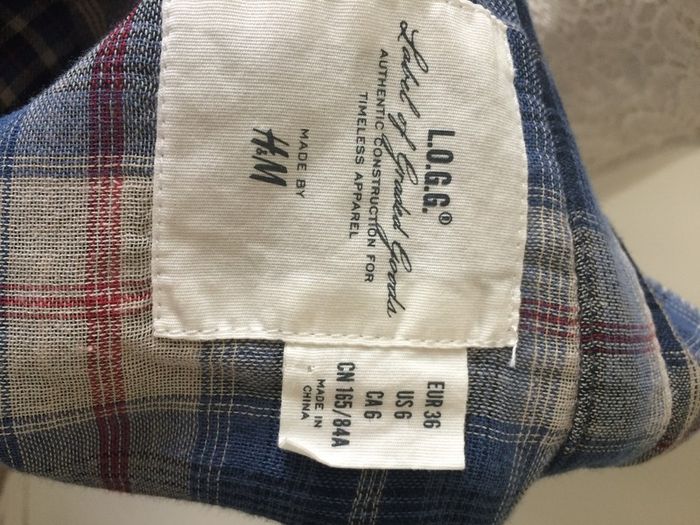 L.O.G.G.®
Label of Graded Goods
AUTHENTIC CONSTRUCTION FOR
TIMELESS APPAREL
MADE BY
H&M
EUR 36
US 6
CA 6
CN 165/84A
MADE IN
CHINA